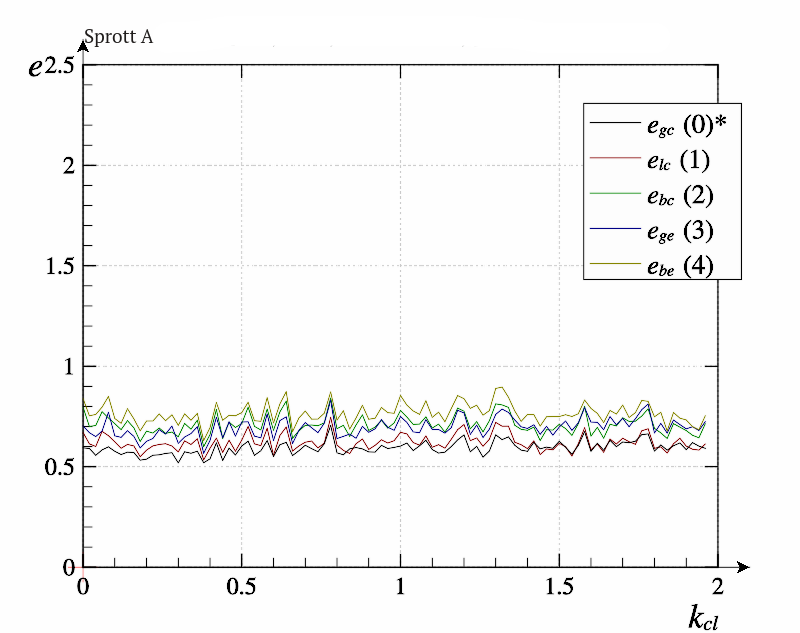 Sprott A
e
2.5
2
1.5
1
0.5
0
e_gc (0)*
e_lc (1)
e_bc (2)
e_ge (3)
e_be (4)
0 0.5 1 1.5 2
k_cl